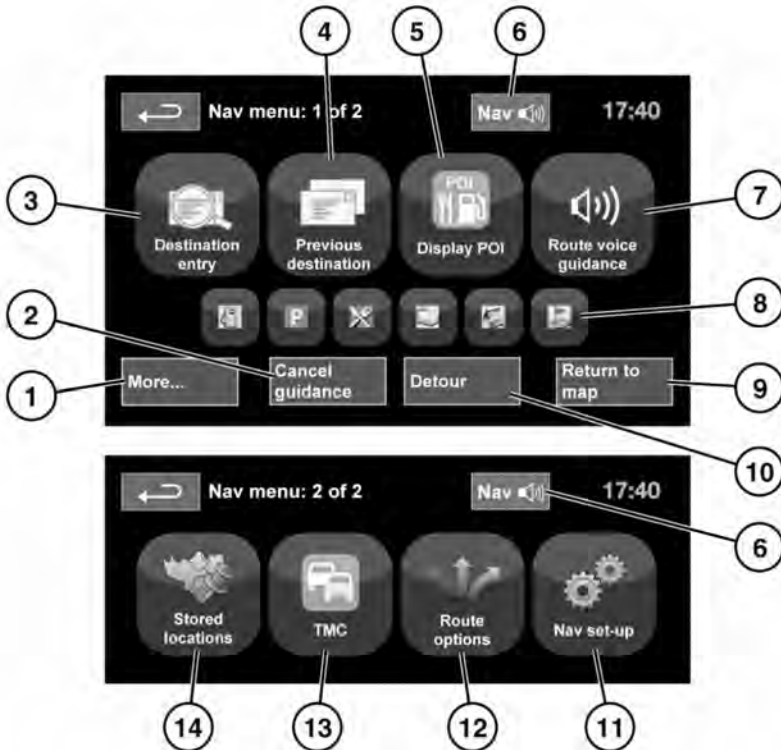 4
5
6
Nav menu: 1 of 2
Nav
17:40
3
7
POI
Destination entry
Previous destination
Display POI
Route voice guidance
2
P
8
More...
Cancel guidance
Detour
Return to map
1
9
10
Nav menu: 2 of 2
Nav
17:40
6
Stored locations
TMC
Route options
Nav set-up
14
13
12
11